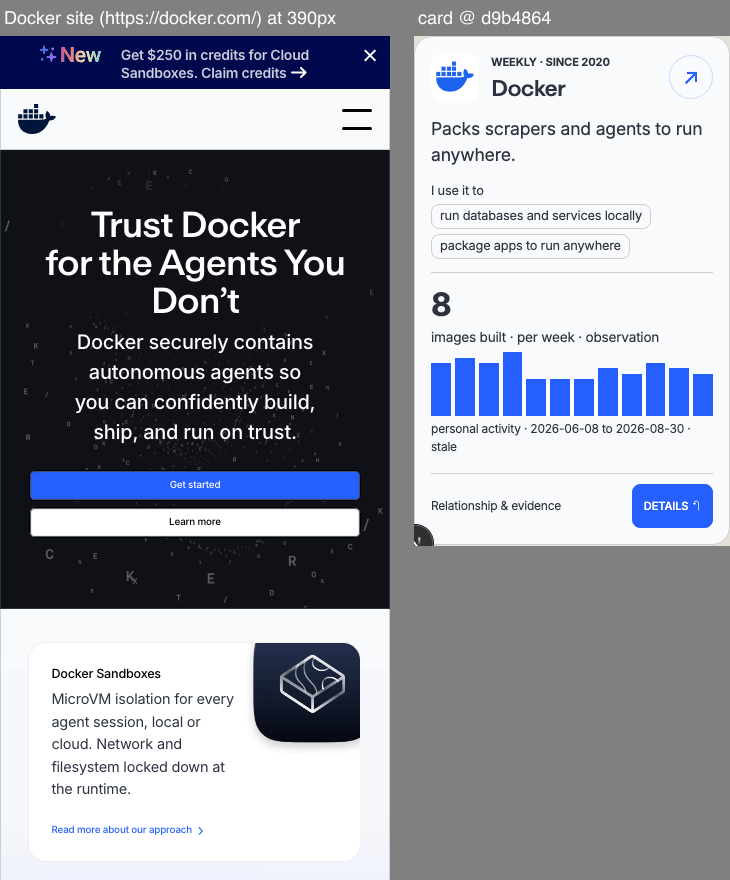 Docker site (https://docker.com/) at 390px
New
Get $250 in credits for Cloud
Sandboxes. Claim credits →
Trust Docker
for the Agents You
Don’t
Docker securely contains
autonomous agents so
you can confidently build,
ship, and run on trust.
Get started
Learn more
Docker Sandboxes
MicroVM isolation for every
agent session, local or
cloud. Network and
filesystem locked down at
the runtime.
Read more about our approach
card @ d9b4864
WEEKLY · SINCE 2020
Docker
Packs scrapers and agents to run
anywhere.
I use it to
run databases and services locally
package apps to run anywhere
8
images built · per week · observation
personal activity · 2026-06-08 to 2026-08-30 ·
stale
Relationship & evidence
DETAILS